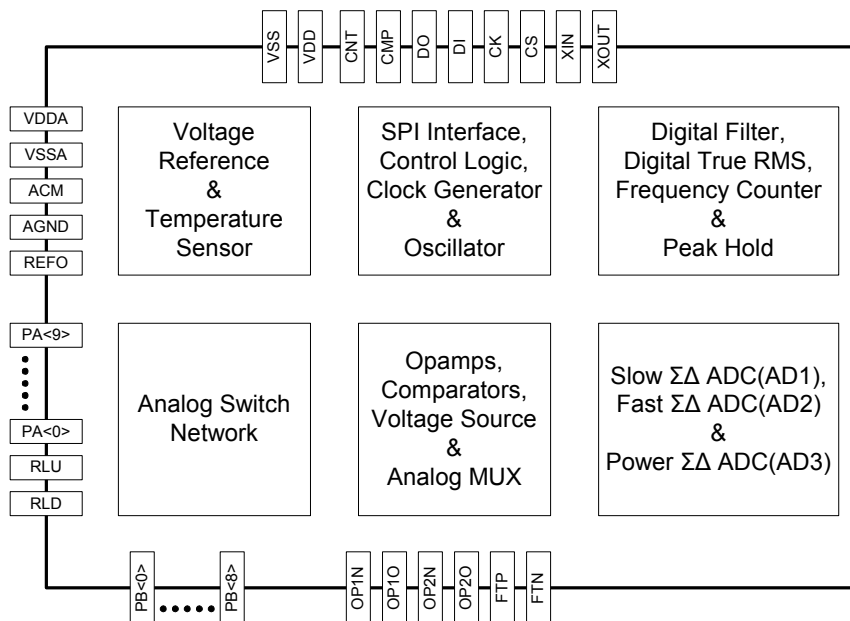 VSS
VDD
CNT
CMP
DO
DI
CK
CS
XIN
XOUT
VDDA
VSSA
ACM
AGND
REFO
PA<9>
PA<0>
RLU
RLD
Voltage
Reference
&
Temperature
Sensor
SPI Interface,
Control Logic,
Clock Generator
&
Oscillator
Digital Filter,
Digital True RMS,
Frequency Counter
&
Peak Hold
Analog Switch
Network
Opamps,
Comparators,
Voltage Source
&
Analog MUX
Slow ΣΔ ADC(AD1),
Fast ΣΔ ADC(AD2)
&
Power ΣΔ ADC(AD3)
PB<0>
PB<8>
OP1N
OP1O
OP2N
OP2O
FTP
FTN